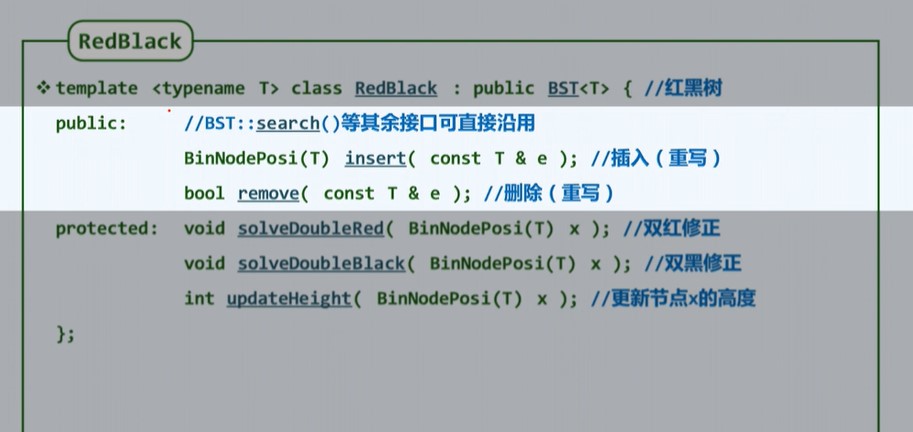 RedBlack
❖ template <typename T> class RedBlack : public BST<T> { //红黑树
public: //BST::search()等其余接口可直接沿用
BinNodePosi(T) insert( const T & e ); //插入（重写）
bool remove( const T & e ); //删除（重写）
protected: void solveDoubleRed( BinNodePosi(T) x ); //双红修正
void solveDoubleBlack( BinNodePosi(T) x ); //双黑修正
int updateHeight( BinNodePosi(T) x ); //更新节点x的高度
};